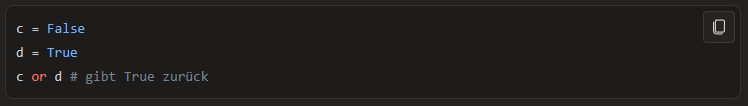 c = False
d = True
c or d # gibt True zurück